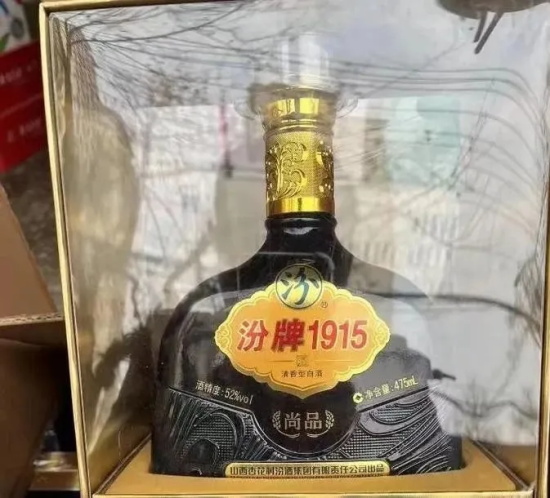 汾
汾牌1915
清香型白酒
酒精度:52%vol
净含量:475mL
尚品
山西杏花村汾酒集团有限责任公司出品